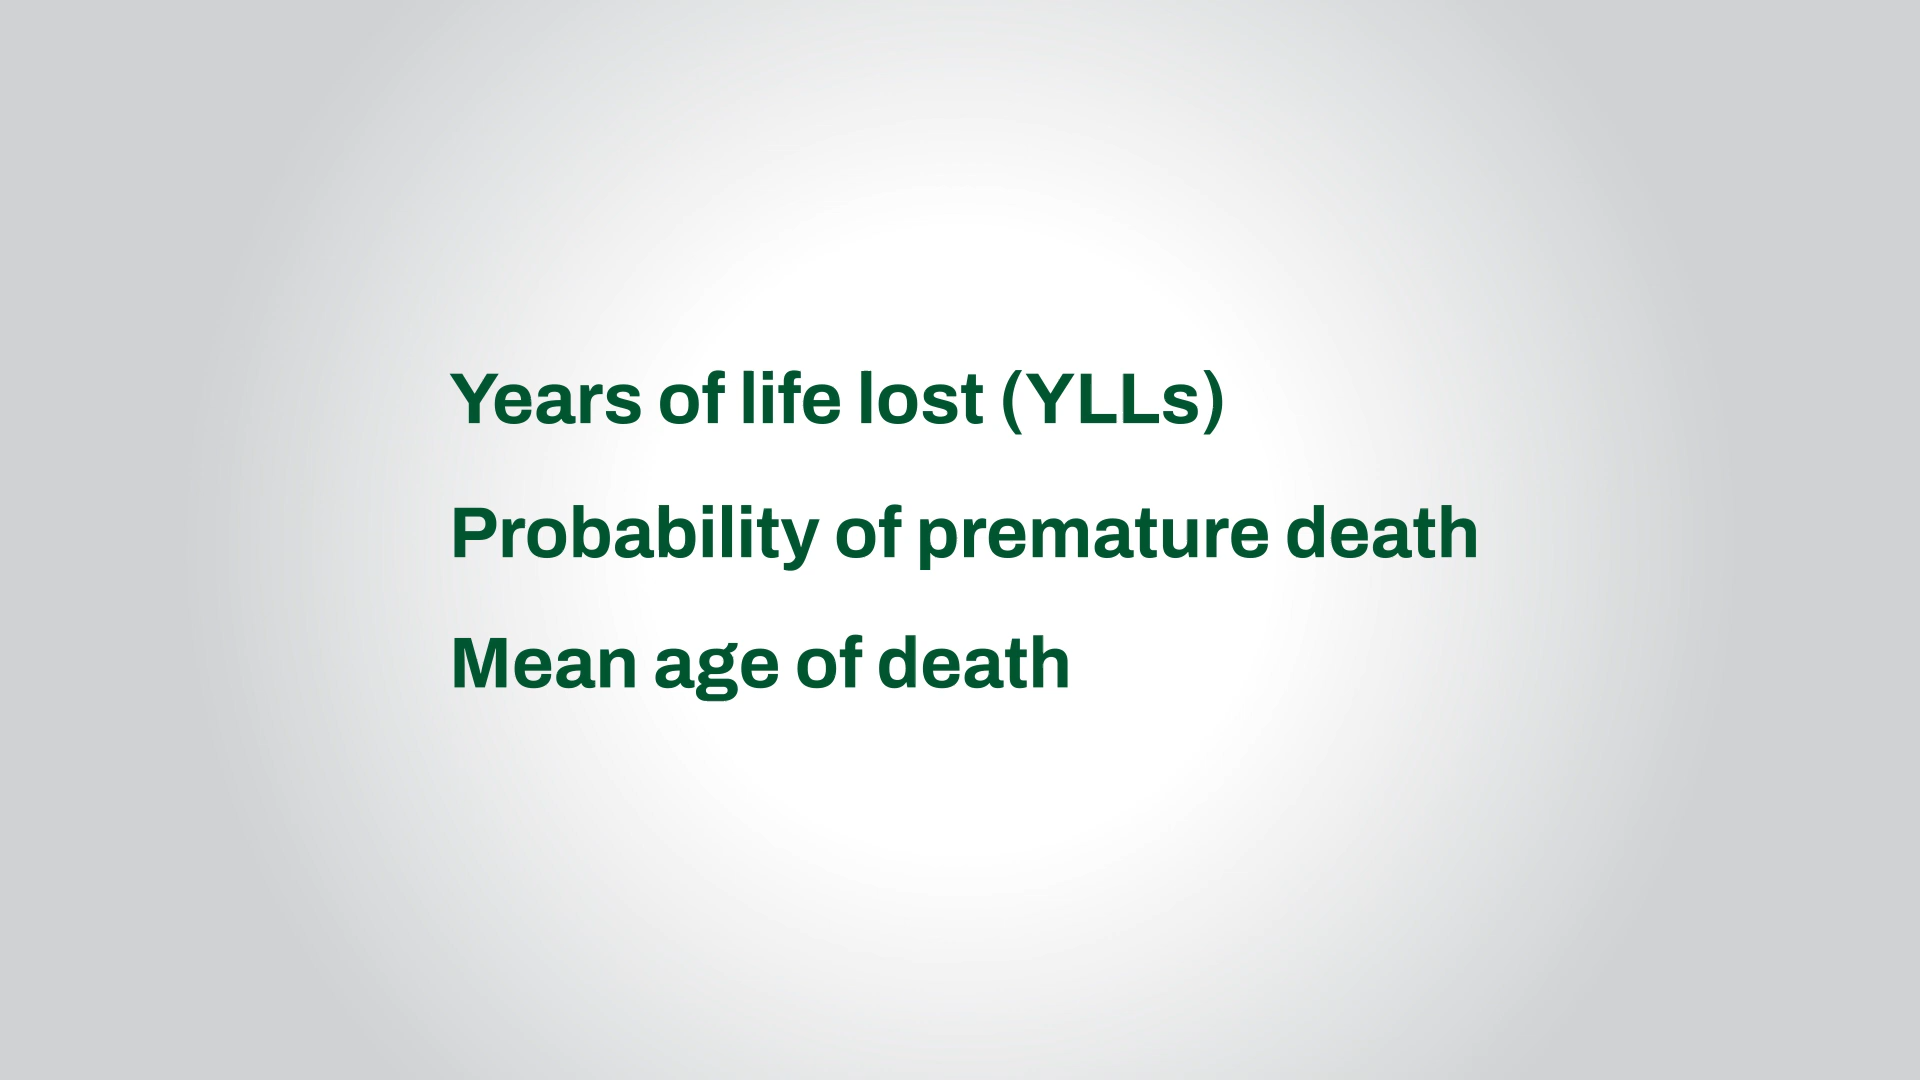 Years of life lost (YLLs)
Probability of premature death
Mean age of death